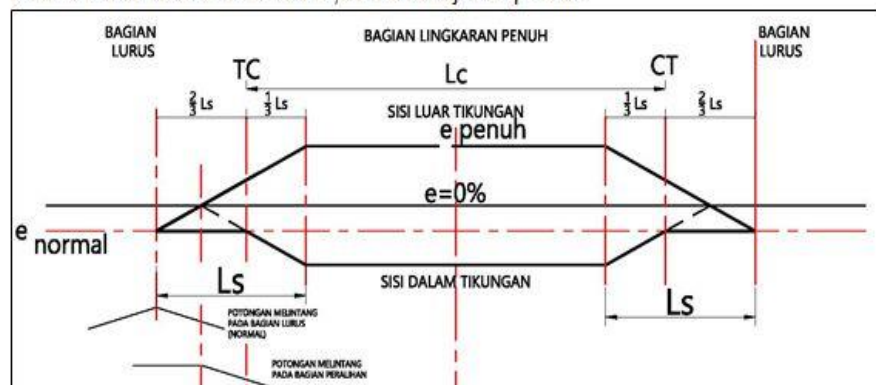 BAGIAN
LURUS
BAGIAN LINGKARAN PENUH
BAGIAN
LURUS
TC
Lc
CT
2/3 Ls
1/3 Ls
SISI LUAR TIKUNGAN
1/3 Ls
2/3 Ls
e penuh
e=0%
e normal
SISI DALAM TIKUNGAN
Ls
Ls
POTONGAN MELINTANG
PADA BAGIAN LURUS
(NORMAL)
POTONGAN MELINTANG
PADA BAGIAN PERALIHAN